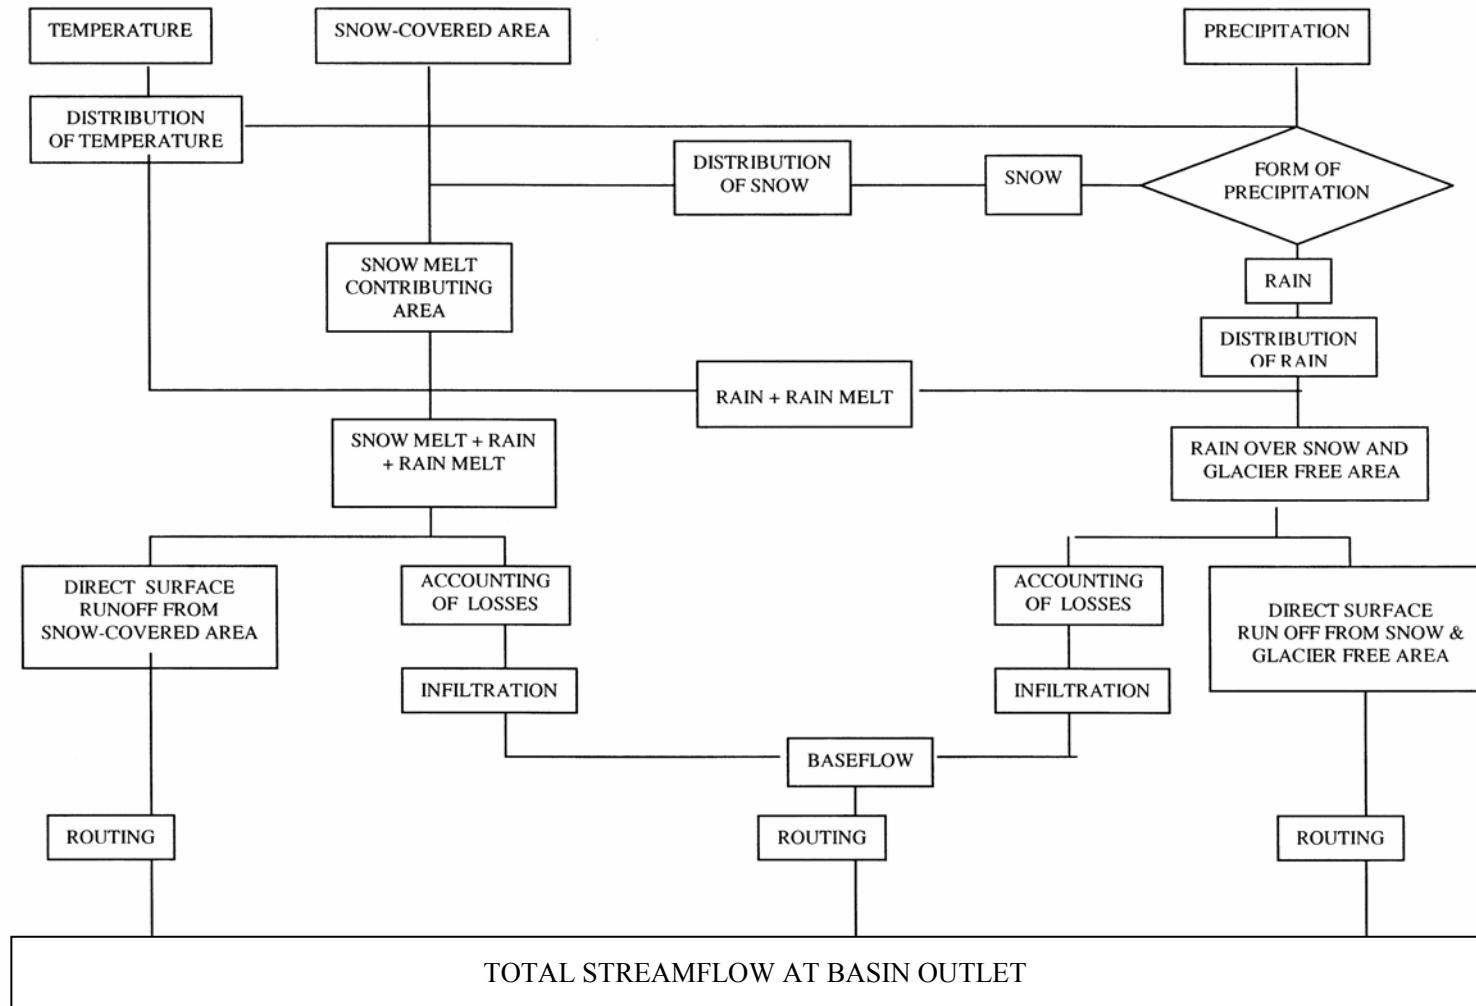 TEMPERATURE
SNOW-COVERED AREA
PRECIPITATION
DISTRIBUTION
OF TEMPERATURE
DISTRIBUTION
OF SNOW
SNOW
FORM OF
PRECIPITATION
SNOW MELT
CONTRIBUTING
AREA
RAIN
DISTRIBUTION
OF RAIN
RAIN + RAIN MELT
SNOW MELT + RAIN
+ RAIN MELT
RAIN OVER SNOW AND
GLACIER FREE AREA
DIRECT SURFACE
RUNOFF FROM
SNOW-COVERED AREA
ACCOUNTING
OF LOSSES
ACCOUNTING
OF LOSSES
DIRECT SURFACE
RUN OFF FROM SNOW &
GLACIER FREE AREA
INFILTRATION
INFILTRATION
BASEFLOW
ROUTING
ROUTING
ROUTING
TOTAL STREAMFLOW AT BASIN OUTLET